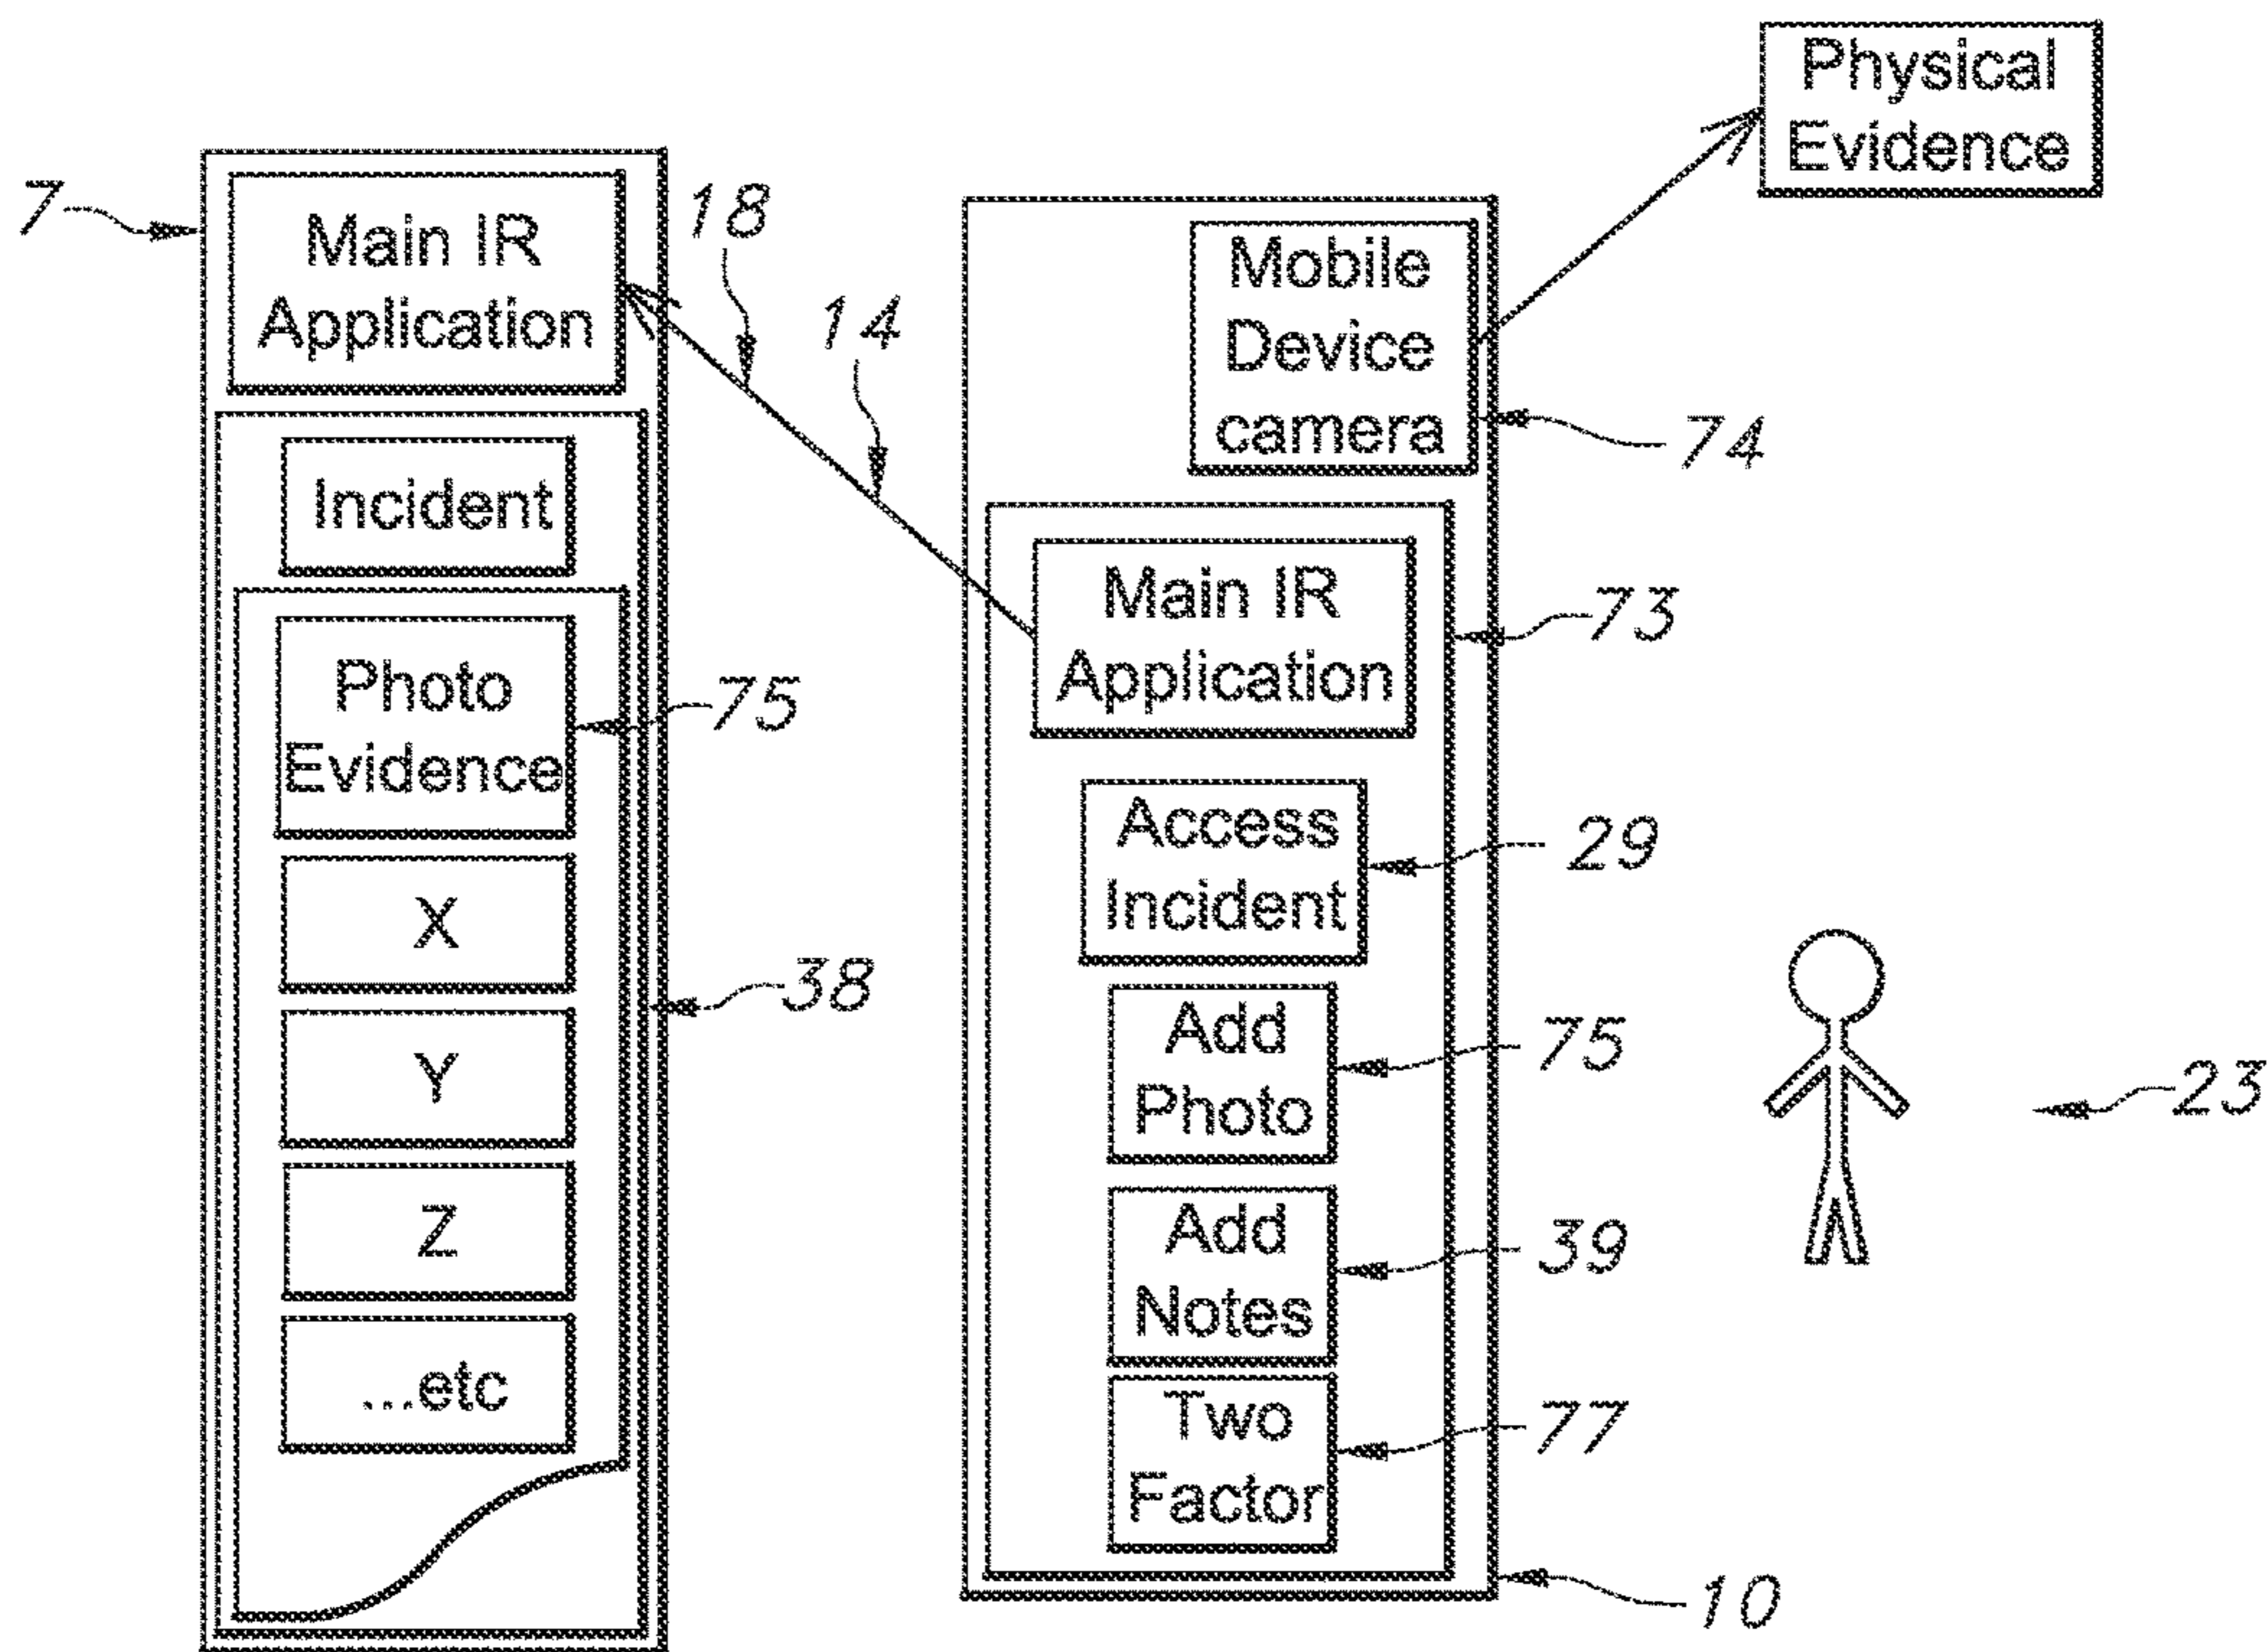 Physical
Evidence
7
Main IR
Application
18
14
Mobile
Device
camera
74
Incident
Main IR
Application
73
Photo
Evidence
75
Access
Incident
29
X
38
Add
Photo
75
Y
23
Z
Add
Notes
39
...etc
Two
Factor
77
10